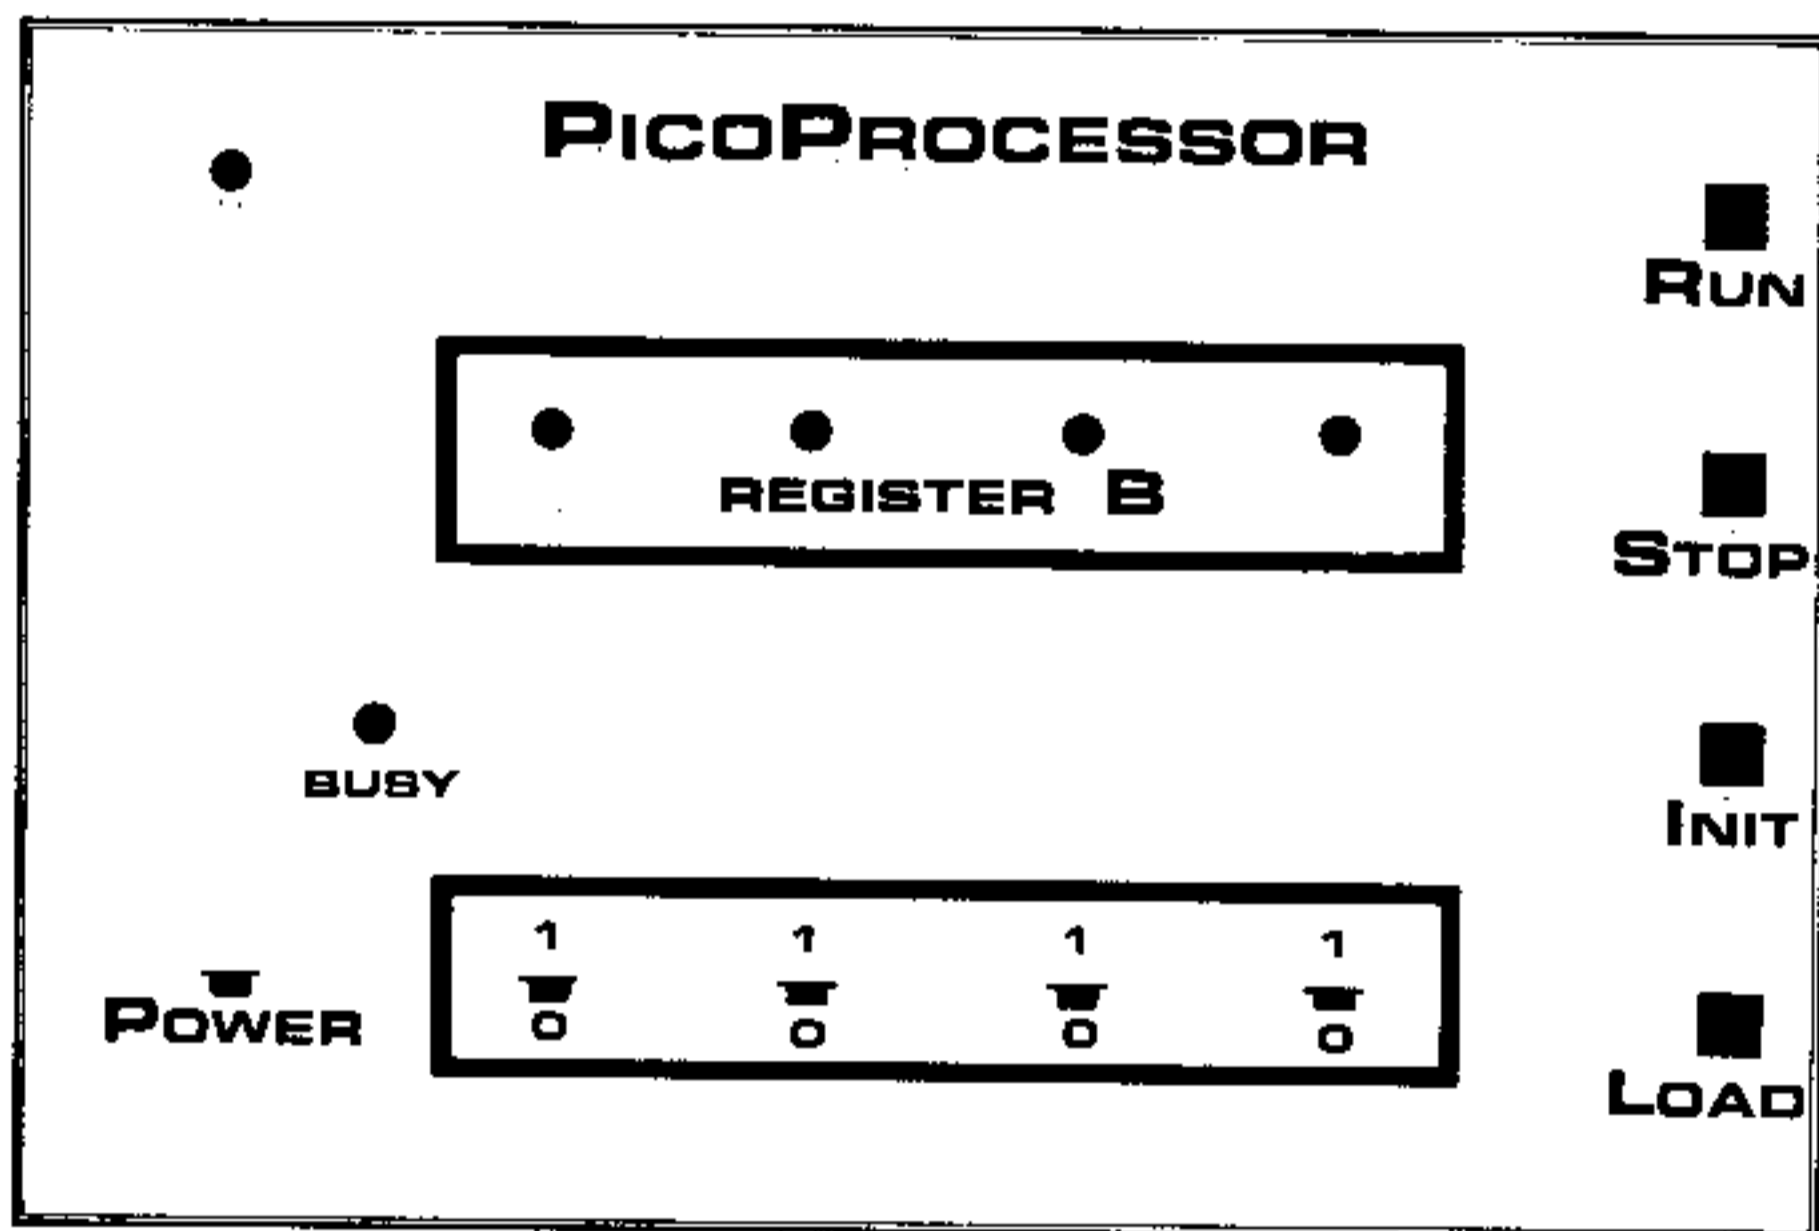 PICOPROCESSOR
RUN
REGISTER B
STOP
BUSY
INIT
1 1 1 1
POWER
0 0 0 0
LOAD